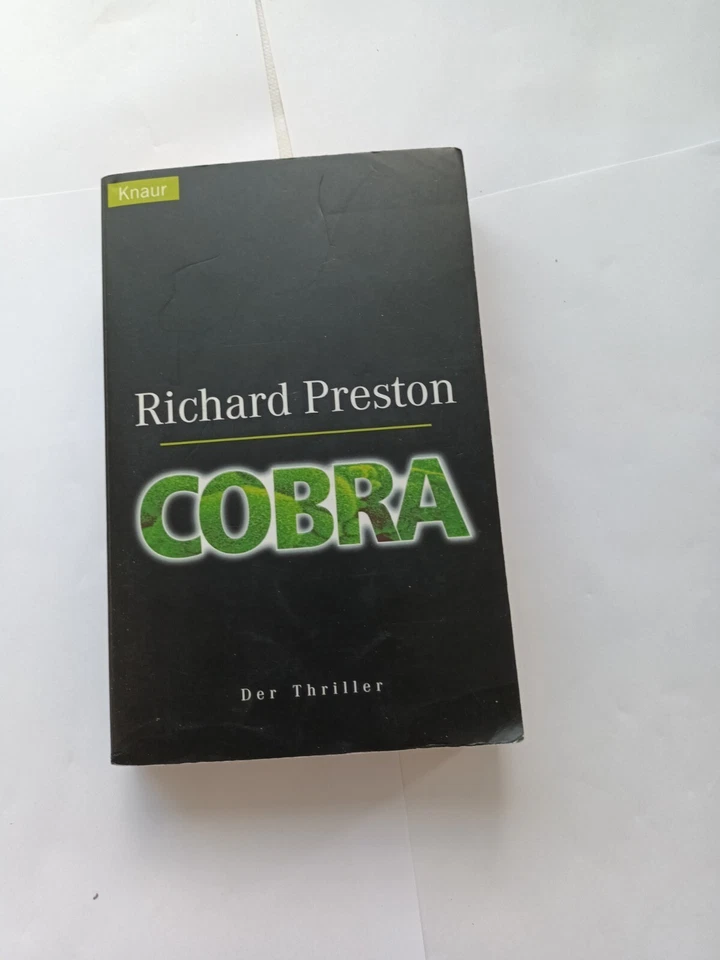 Knaur
Richard Preston
COBRA
Der Thriller